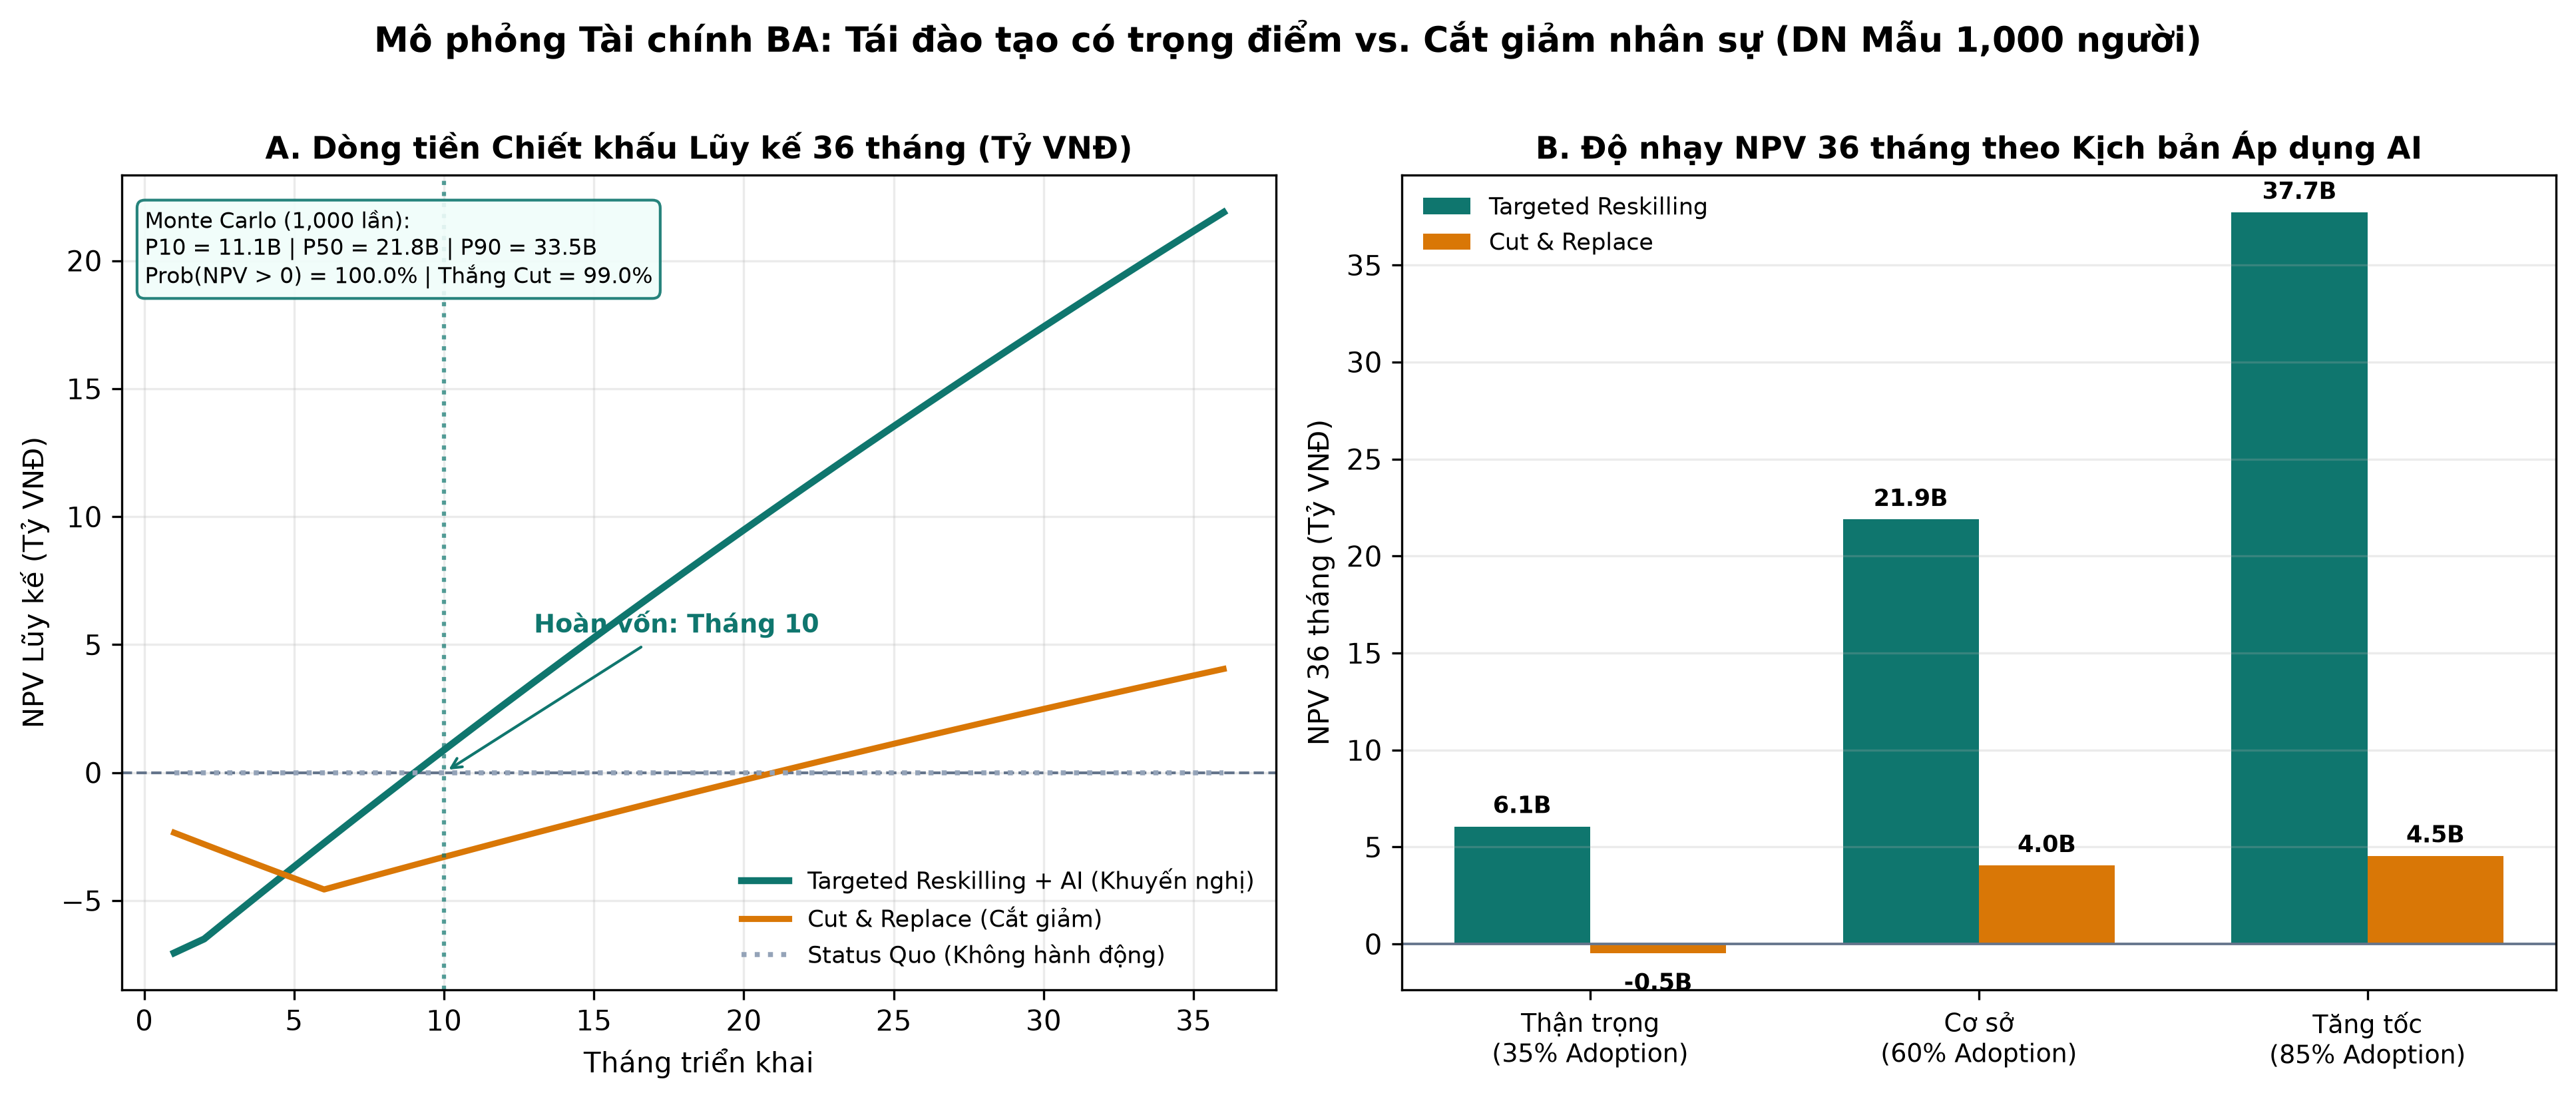 Mô phỏng Tài chính BA: Tái đào tạo có trọng điểm vs. Cắt giảm nhân sự (DN Mẫu 1,000 người)
A. Dòng tiền Chiết khấu Lũy kế 36 tháng (Tỷ VNĐ)
Monte Carlo (1,000 lần):
P10 = 11.1B | P50 = 21.8B | P90 = 33.5B
Prob(NPV > 0) = 100.0% | Thắng Cut = 99.0%
NPV Lũy kế (Tỷ VNĐ)
20
15
10
5
0
−5
Hoàn vốn: Tháng 10
Targeted Reskilling + AI (Khuyến nghị)
Cut & Replace (Cắt giảm)
Status Quo (Không hành động)
0
5
10
15
20
25
30
35
Tháng triển khai
B. Độ nhạy NPV 36 tháng theo Kịch bản Áp dụng AI
Targeted Reskilling
Cut & Replace
NPV 36 tháng (Tỷ VNĐ)
35
30
25
20
15
10
5
0
6.1B
-0.5B
21.9B
4.0B
37.7B
4.5B
Thận trọng
(35% Adoption)
Cơ sở
(60% Adoption)
Tăng tốc
(85% Adoption)